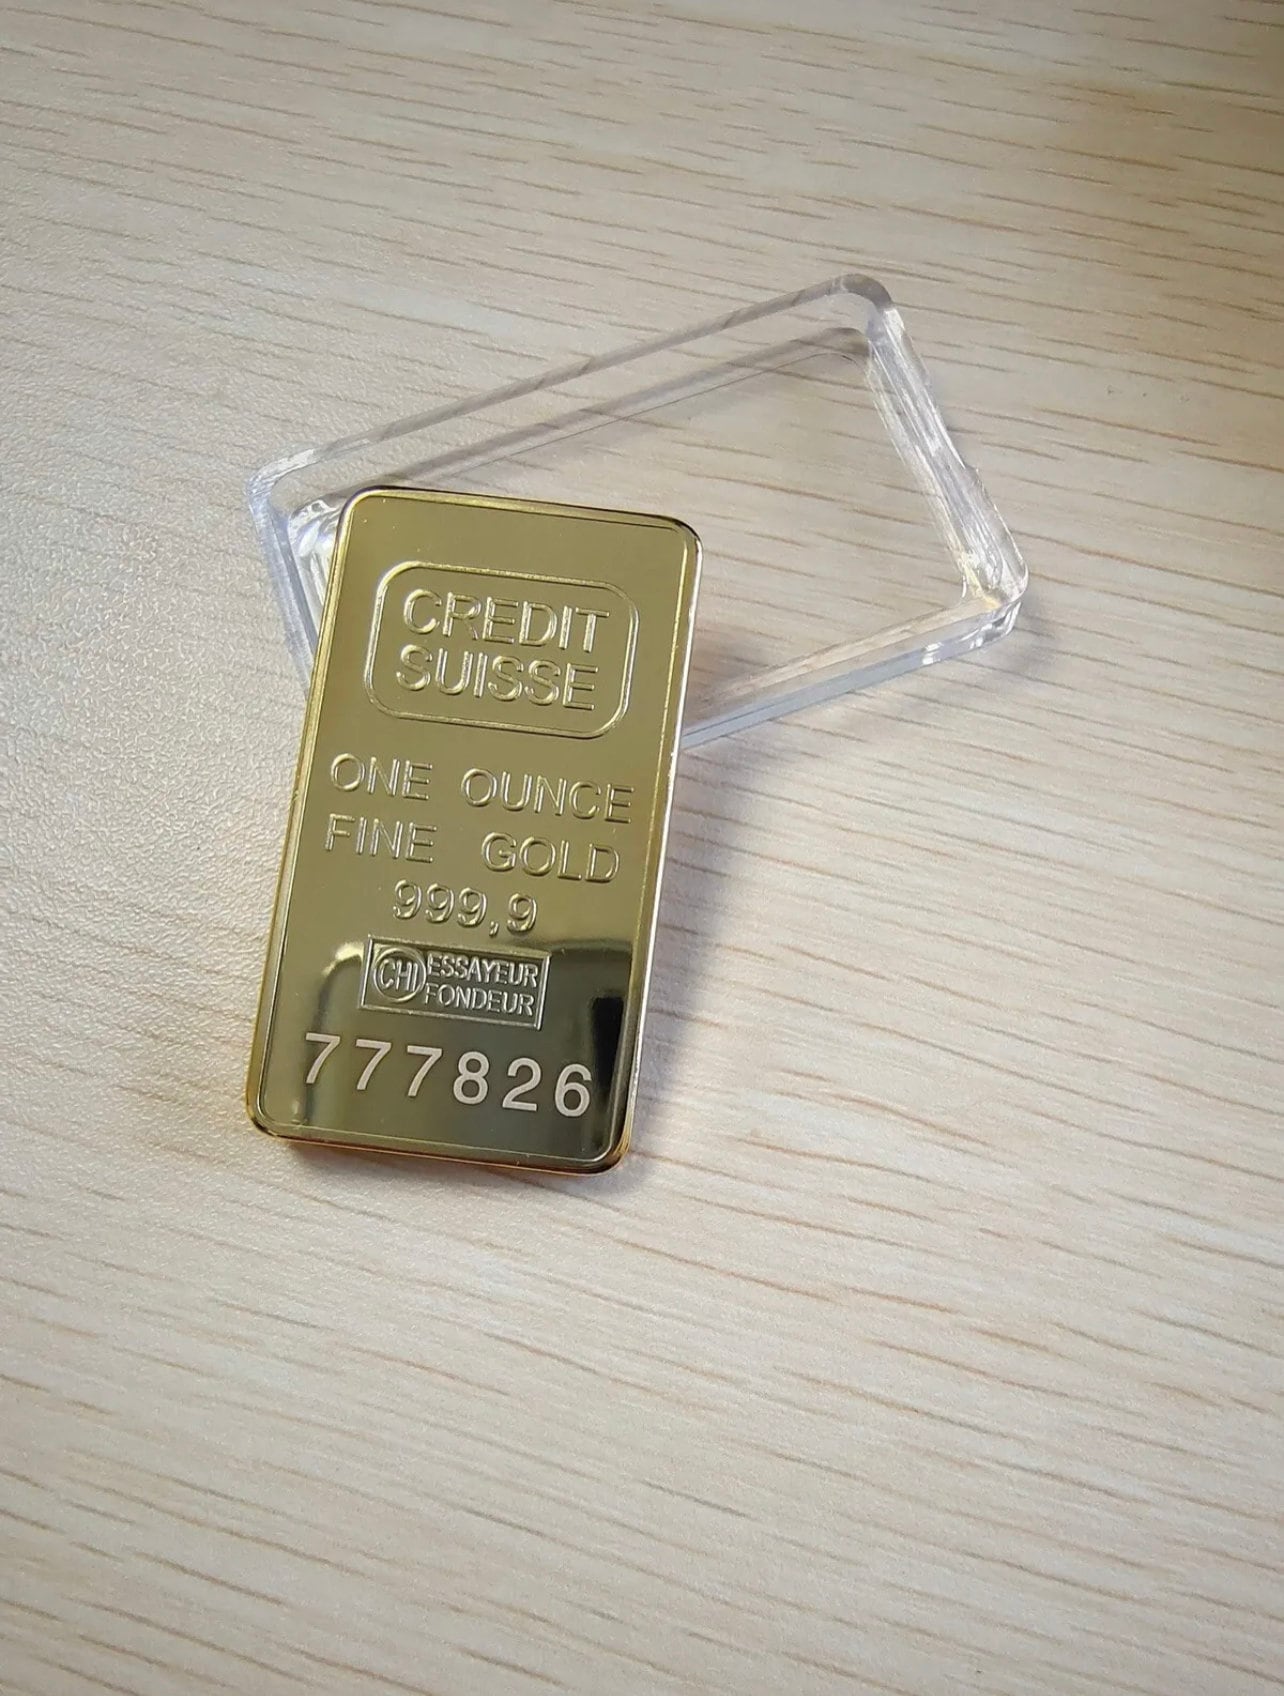 CREDIT
SUISSE
ONE OUNCE
FINE GOLD
999,9
CHI ESSAYEUR
FONDEUR
777826